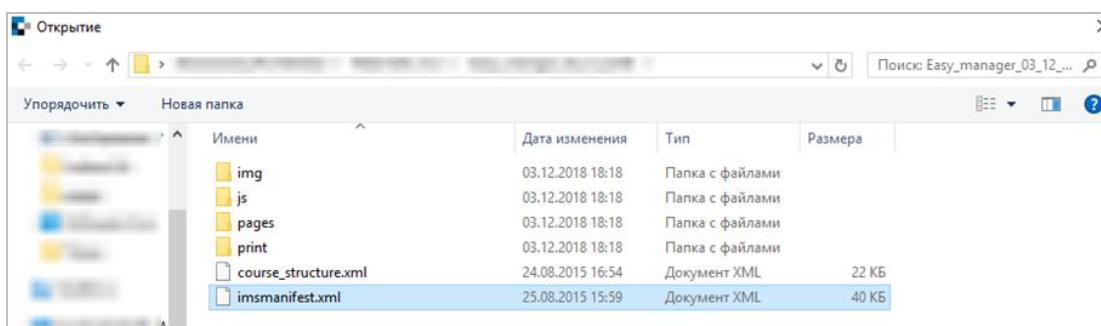 Открытие
Поиск: Easy_manager_03_12_...
Упорядочить Новая папка
Имени Дата изменения Тип Размера
img 03.12.2018 18:18 Папка с файлами
js 03.12.2018 18:18 Папка с файлами
pages 03.12.2018 18:18 Папка с файлами
print 03.12.2018 18:18 Папка с файлами
course_structure.xml 24.08.2015 16:54 Документ XML 22 КБ
imsmanifest.xml 25.08.2015 15:59 Документ XML 40 КБ